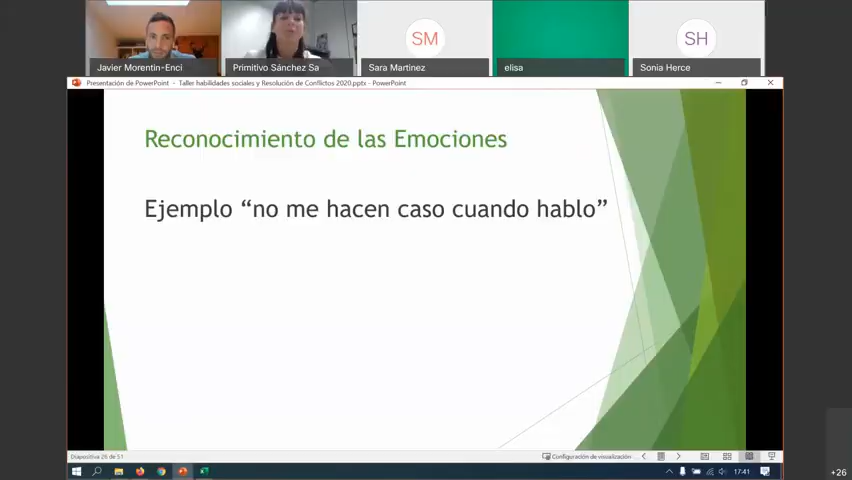 SM
SH
Javier Morentin-Enci
Primitivo Sánchez Sa
Sara Martinez
elisa
Sonia Herce
Presentación de PowerPoint - Taller habilidades sociales y Resolución de Conflictos 2020.pptx - PowerPoint
Reconocimiento de las Emociones
Ejemplo “no me hacen caso cuando hablo”
Diapositiva 26 de 51
Configuración de visualización
17:41
+26